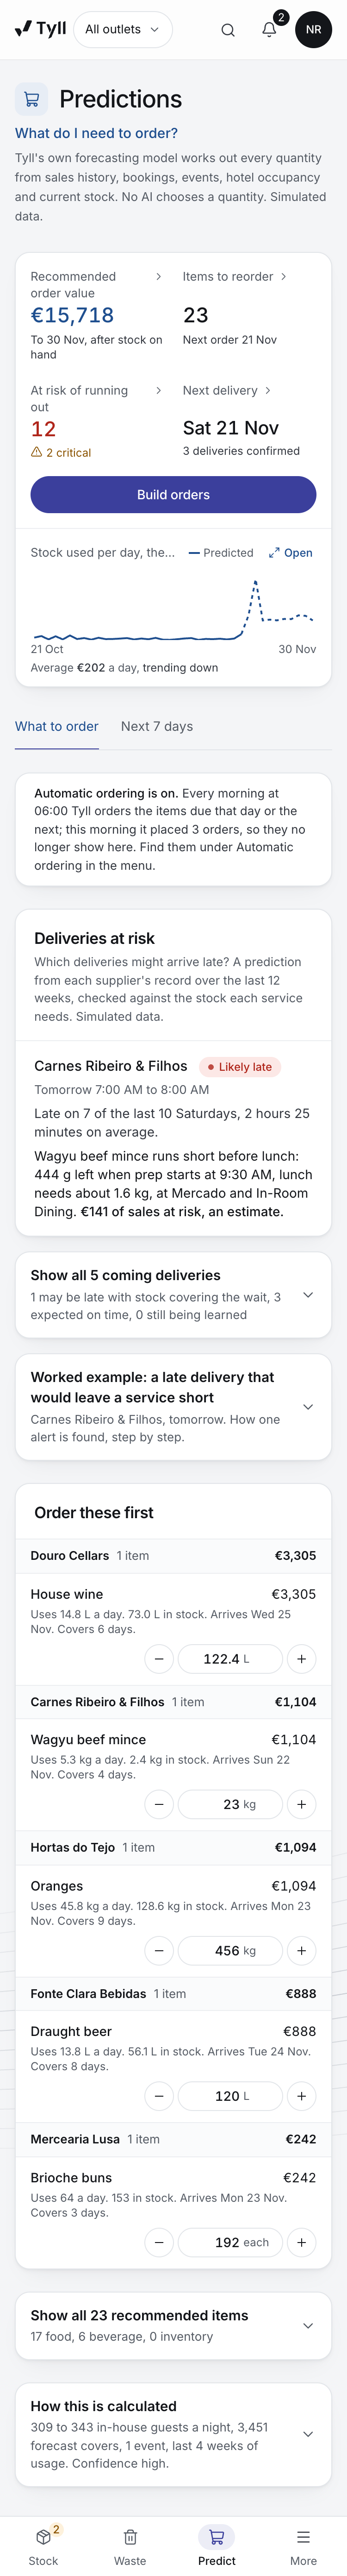 Tyll
All outlets
2
NR
Predictions
What do I need to order?
Tyll's own forecasting model works out every quantity
from sales history, bookings, events, hotel occupancy
and current stock. No AI chooses a quantity. Simulated
data.
Recommended
order value
€15,718
To 30 Nov, after stock on
hand
Items to reorder
23
Next order 21 Nov
At risk of running
out
12
2 critical
Next delivery
Sat 21 Nov
3 deliveries confirmed
Build orders
Stock used per day, the...
Predicted
Open
21 Oct
30 Nov
Average €202 a day, trending down
What to order
Next 7 days
Automatic ordering is on. Every morning at
06:00 Tyll orders the items due that day or the
next; this morning it placed 3 orders, so they no
longer show here. Find them under Automatic
ordering in the menu.
Deliveries at risk
Which deliveries might arrive late? A prediction
from each supplier's record over the last 12
weeks, checked against the stock each service
needs. Simulated data.
Carnes Ribeiro & Filhos
Likely late
Tomorrow 7:00 AM to 8:00 AM
Late on 7 of the last 10 Saturdays, 2 hours 25
minutes on average.
Wagyu beef mince runs short before lunch:
444 g left when prep starts at 9:30 AM, lunch
needs about 1.6 kg, at Mercado and In-Room
Dining. €141 of sales at risk, an estimate.
Show all 5 coming deliveries
1 may be late with stock covering the wait, 3
expected on time, 0 still being learned
Worked example: a late delivery that
would leave a service short
Carnes Ribeiro & Filhos, tomorrow. How one
alert is found, step by step.
Order these first
Douro Cellars 1 item €3,305
House wine €3,305
Uses 14.8 L a day. 73.0 L in stock. Arrives Wed 25
Nov. Covers 6 days.
− 122.4 L +
Carnes Ribeiro & Filhos 1 item €1,104
Wagyu beef mince €1,104
Uses 5.3 kg a day. 2.4 kg in stock. Arrives Sun 22
Nov. Covers 4 days.
− 23 kg +
Hortas do Tejo 1 item €1,094
Oranges €1,094
Uses 45.8 kg a day. 128.6 kg in stock. Arrives Mon 23
Nov. Covers 9 days.
− 456 kg +
Fonte Clara Bebidas 1 item €888
Draught beer €888
Uses 13.8 L a day. 56.1 L in stock. Arrives Tue 24 Nov.
Covers 8 days.
− 120 L +
Mercearia Lusa 1 item €242
Brioche buns €242
Uses 64 a day. 153 in stock. Arrives Mon 23 Nov.
Covers 3 days.
− 192 each +
Show all 23 recommended items
17 food, 6 beverage, 0 inventory
How this is calculated
309 to 343 in-house guests a night, 3,451
forecast covers, 1 event, last 4 weeks of
usage. Confidence high.
2
Stock
Waste
Predict
More